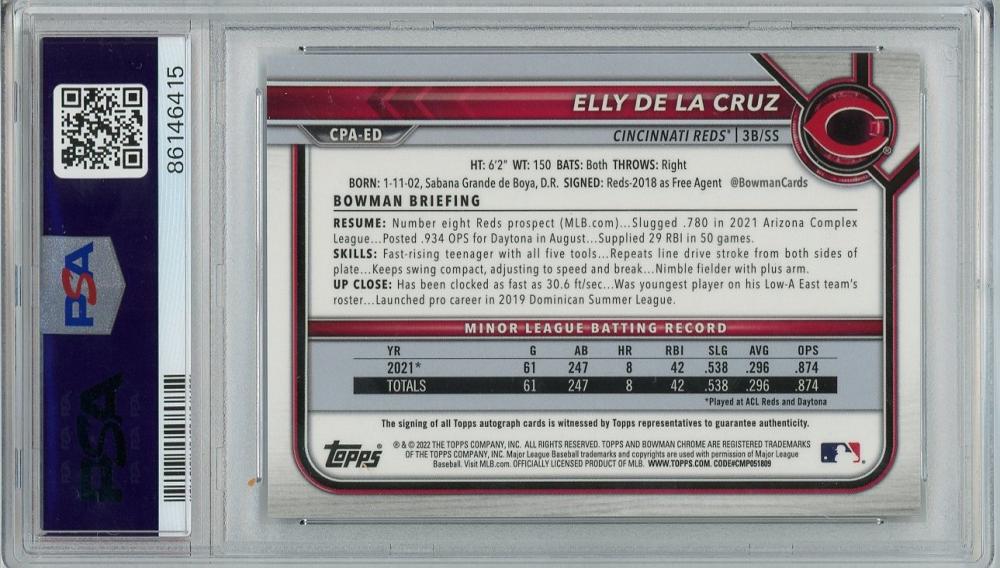 86146415
PSA
PSA
ELLY DE LA CRUZ
CPA-ED
CINCINNATI REDS® | 3B/SS
HT: 6'2" WT: 150 BATS: Both THROWS: Right
BORN: 1-11-02, Sabana Grande de Boya, D.R. SIGNED: Reds-2018 as Free Agent @BowmanCards
BOWMAN BRIEFING
RESUME: Number eight Reds prospect (MLB.com)...Slugged .780 in 2021 Arizona Complex
League...Posted .934 OPS for Daytona in August...Supplied 29 RBI in 50 games.
SKILLS: Fast-rising teenager with all five tools...Repeats line drive stroke from both sides of
plate...Keeps swing compact, adjusting to speed and break...Nimble fielder with plus arm.
UP CLOSE: Has been clocked as fast as 30.6 ft/sec...Was youngest player on his Low-A East team's
roster...Launched pro career in 2019 Dominican Summer League.
MINOR LEAGUE BATTING RECORD
YR G AB HR RBI SLG AVG OPS
2021* 61 247 8 42 .538 .296 .874
TOTALS 61 247 8 42 .538 .296 .874
*Played at ACL Reds and Daytona
The signing of all Topps autograph cards is witnessed by Topps representatives to guarantee authenticity.
Topps®
® & © 2022 THE TOPPS COMPANY, INC. ALL RIGHTS RESERVED. TOPPS AND BOWMAN CHROME ARE REGISTERED TRADEMARKS
OF THE TOPPS COMPANY, INC. Major League Baseball trademarks and copyrights are used with permission of Major League
Baseball. Visit MLB.com. OFFICIALLY LICENSED PRODUCT OF MLB. WWW.TOPPS.COM. CODE#CMP051809